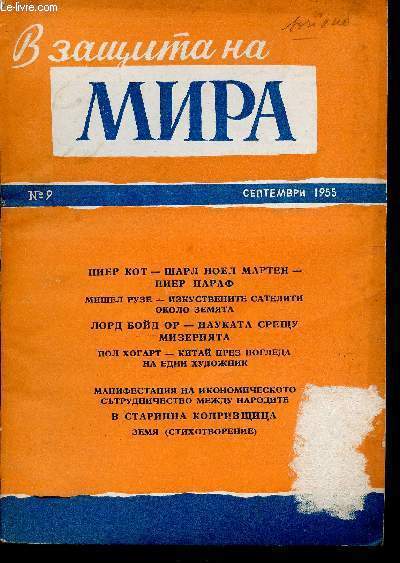 © Le-livre.com
В защита на
МИРА
№ 9
СЕПТЕМВРИ 1955
ПИЕР КОТ — ШАРЛ НОЕЛ МАРТЕН —
ПИЕР ПАРАФ
МИШЕЛ РУЗЕ — ИЗКУСТВЕНИТЕ САТЕЛИТИ
ОКОЛО ЗЕМЯТА
ЛОРД БОЙД ОР — НАУКАТА СРЕЩУ
МИЗЕРИЯТА
ПОЛ ХОГАРТ — КИТАЙ ПРЕЗ ПОГЛЕДА
НА ЕДИН ХУДОЖНИК
МАНИФЕСТАЦИЯ НА ИКОНОМИЧЕСКОТО
СЪТРУДНИЧЕСТВО МЕЖДУ НАРОДИТЕ
В СТАРИННА КОПРИВЩИЦА
ЗЕМЯ (СТИХОТВОРЕНИЕ)